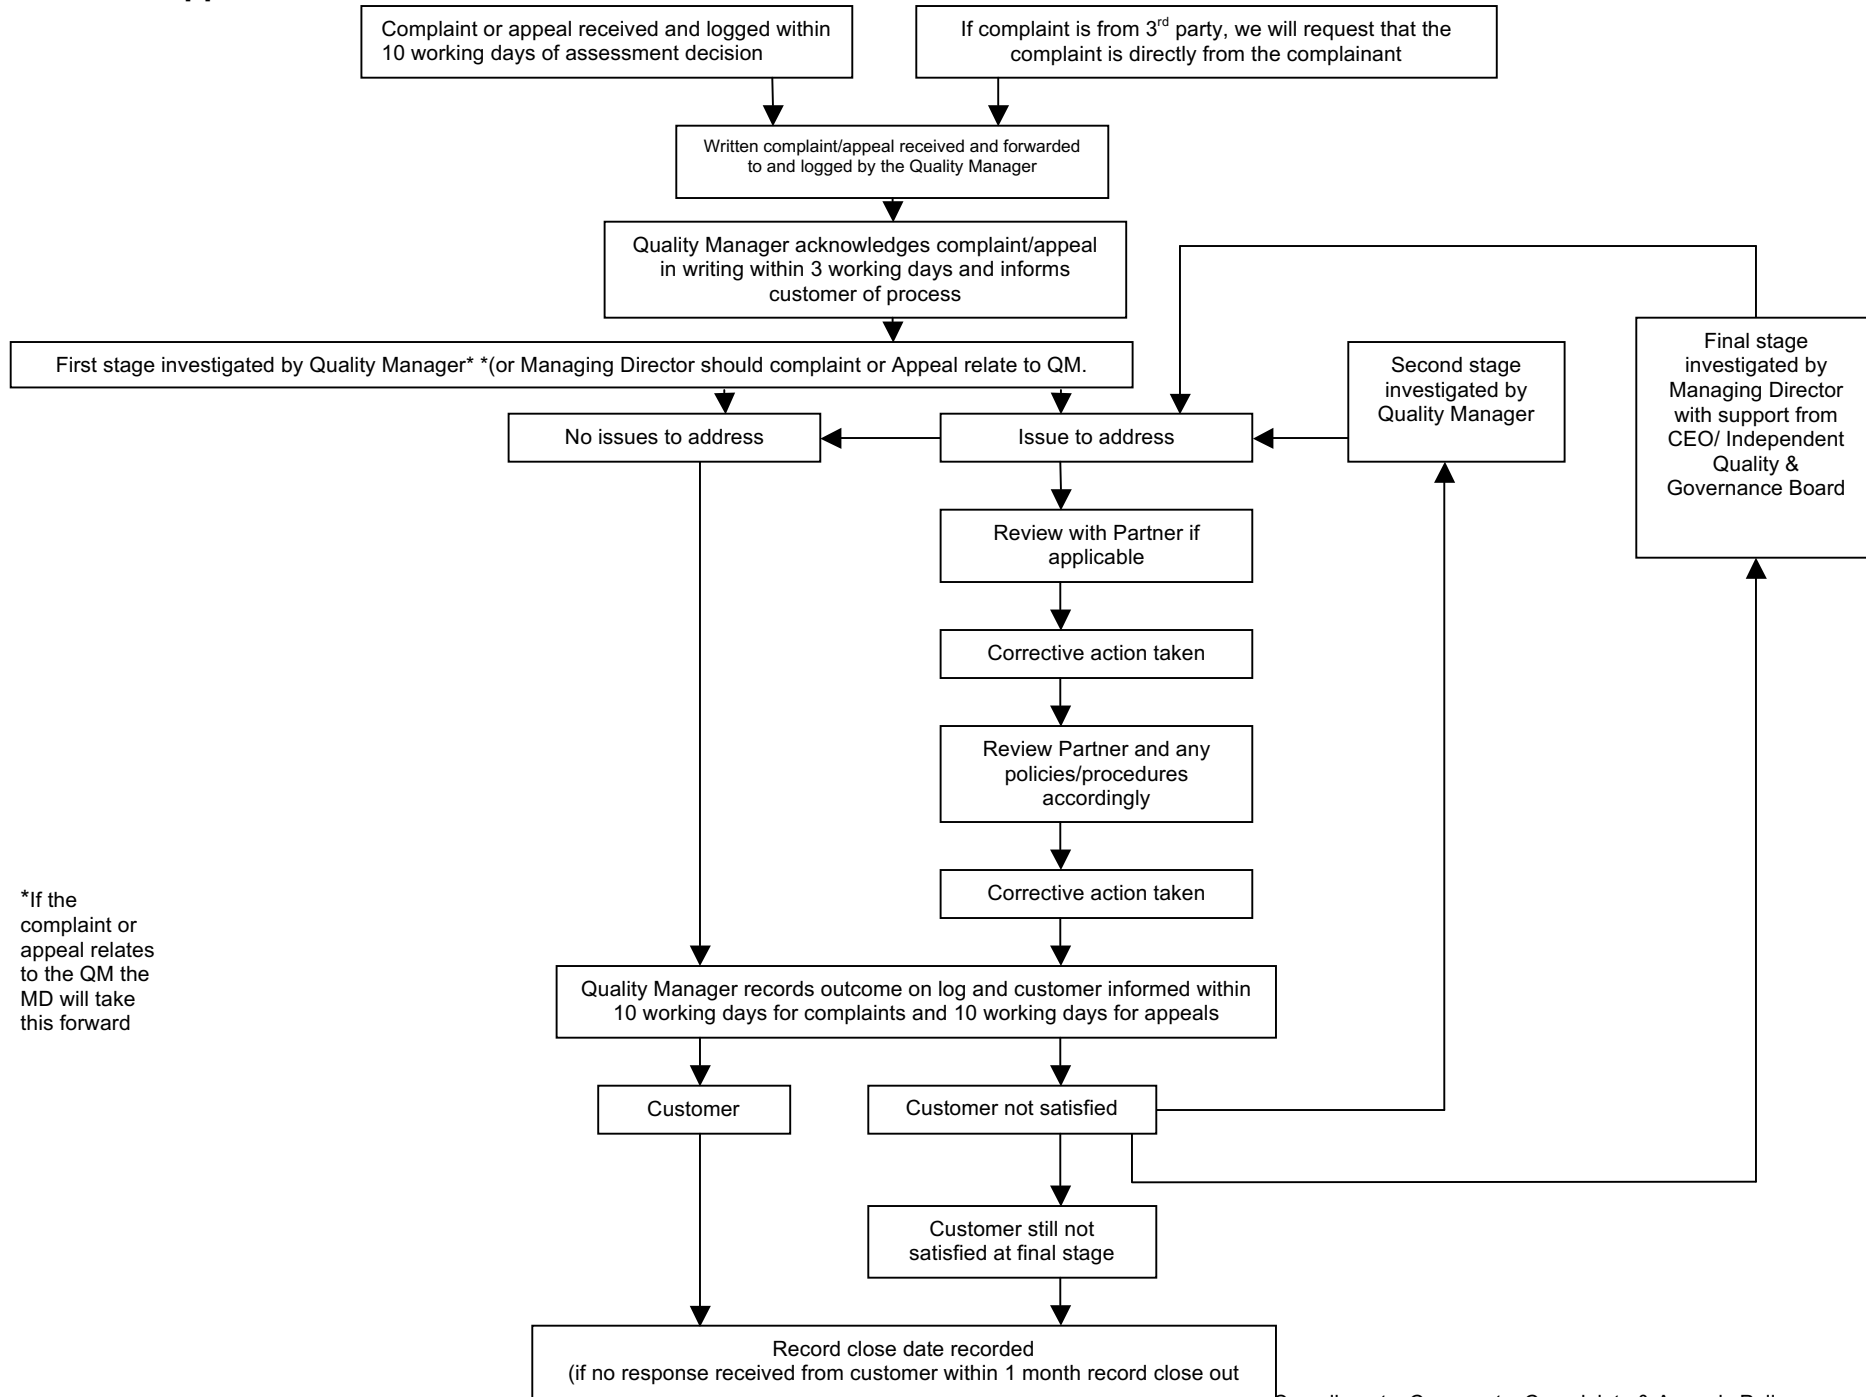 Complaint or appeal received and logged within
10 working days of assessment decision
If complaint is from 3rd party, we will request that the
complaint is directly from the complainant
Written complaint/appeal received and forwarded
to and logged by the Quality Manager
Quality Manager acknowledges complaint/appeal
in writing within 3 working days and informs
customer of process
First stage investigated by Quality Manager* *(or Managing Director should complaint or Appeal relate to QM.
Second stage
investigated by
Quality Manager
Final stage
investigated by
Managing Director
with support from
CEO/ Independent
Quality &
Governance Board
No issues to address
Issue to address
Review with Partner if
applicable
Corrective action taken
Review Partner and any
policies/procedures
accordingly
Corrective action taken
*If the
complaint or
appeal relates
to the QM the
MD will take
this forward
Quality Manager records outcome on log and customer informed within
10 working days for complaints and 10 working days for appeals
Customer
Customer not satisfied
Customer still not
satisfied at final stage
Record close date recorded
(if no response received from customer within 1 month record close out